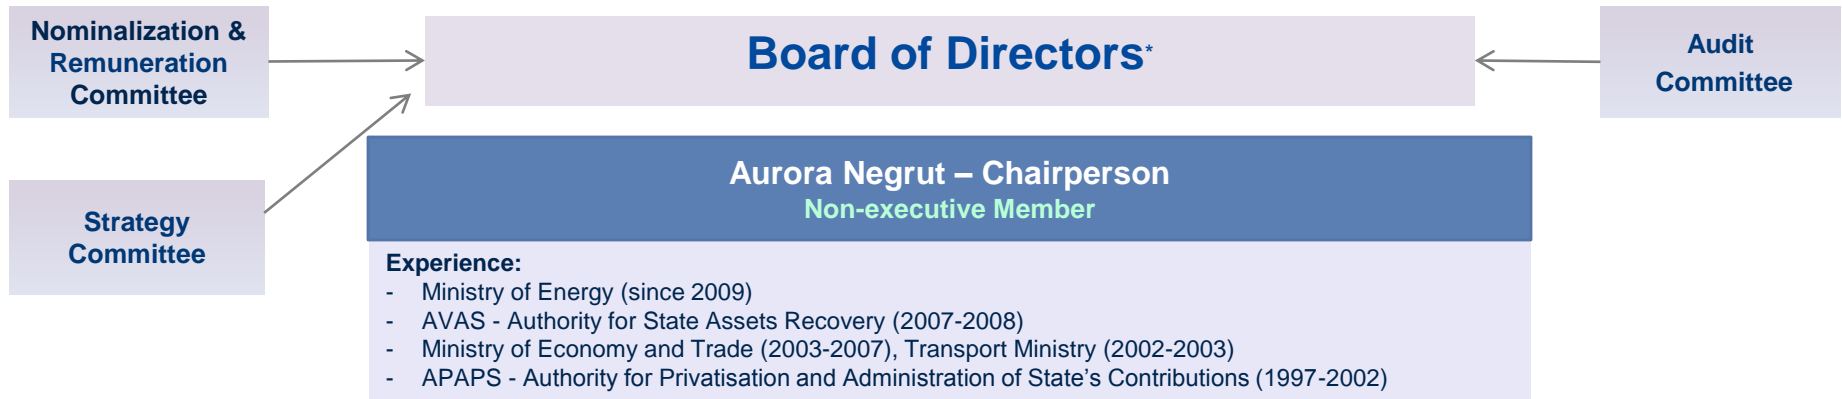 Nominalization &
Remuneration
Committee
Board of Directors*
Audit
Committee
Strategy
Committee
Aurora Negrut – Chairperson
Non-executive Member
Experience:
- Ministry of Energy (since 2009)
- AVAS - Authority for State Assets Recovery (2007-2008)
- Ministry of Economy and Trade (2003-2007), Transport Ministry (2002-2003)
- APAPS - Authority for Privatisation and Administration of State’s Contributions (1997-2002)